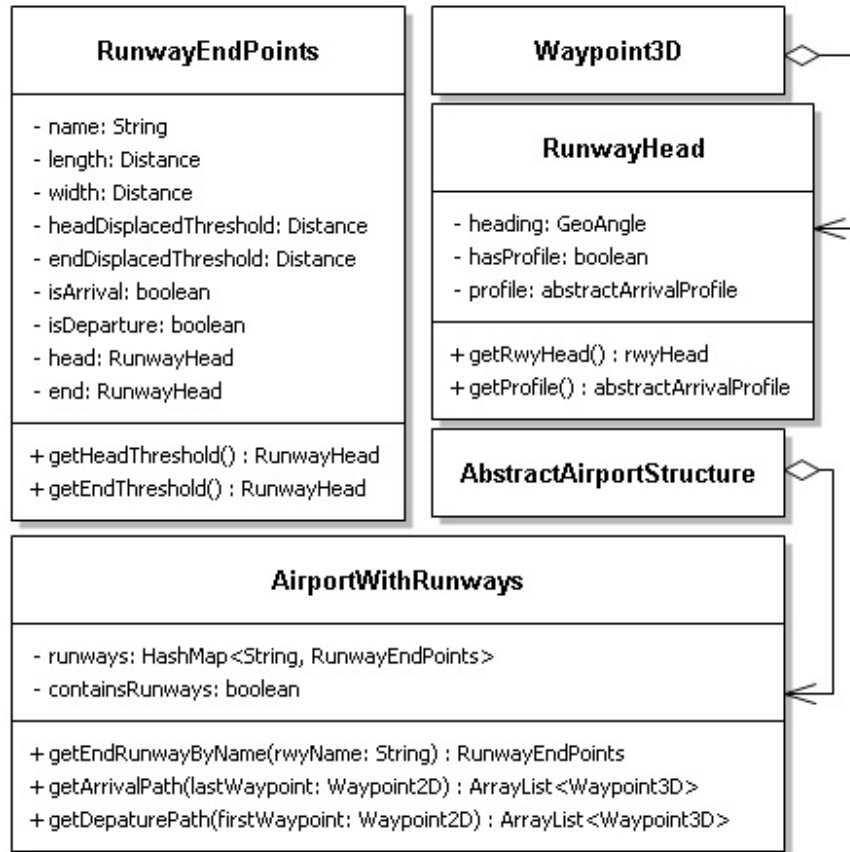 RunwayEndPoints
- name: String
- length: Distance
- width: Distance
- headDisplacedThreshold: Distance
- endDisplacedThreshold: Distance
- isArrival: boolean
- isDeparture: boolean
- head: RunwayHead
- end: RunwayHead
+ getHeadThreshold() : RunwayHead
+ getEndThreshold() : RunwayHead
Waypoint3D
RunwayHead
- heading: GeoAngle
- hasProfile: boolean
- profile: abstractArrivalProfile
+ getRwyHead() : rwyHead
+ getProfile() : abstractArrivalProfile
AbstractAirportStructure
AirportWithRunways
- runways: HashMap<String, RunwayEndPoints>
- containsRunways: boolean
+ getEndRunwayByName(rwyName: String) : RunwayEndPoints
+ getArrivalPath(lastWaypoint: Waypoint2D) : ArrayList<Waypoint3D>
+ getDepaturePath(firstWaypoint: Waypoint2D) : ArrayList<Waypoint3D>